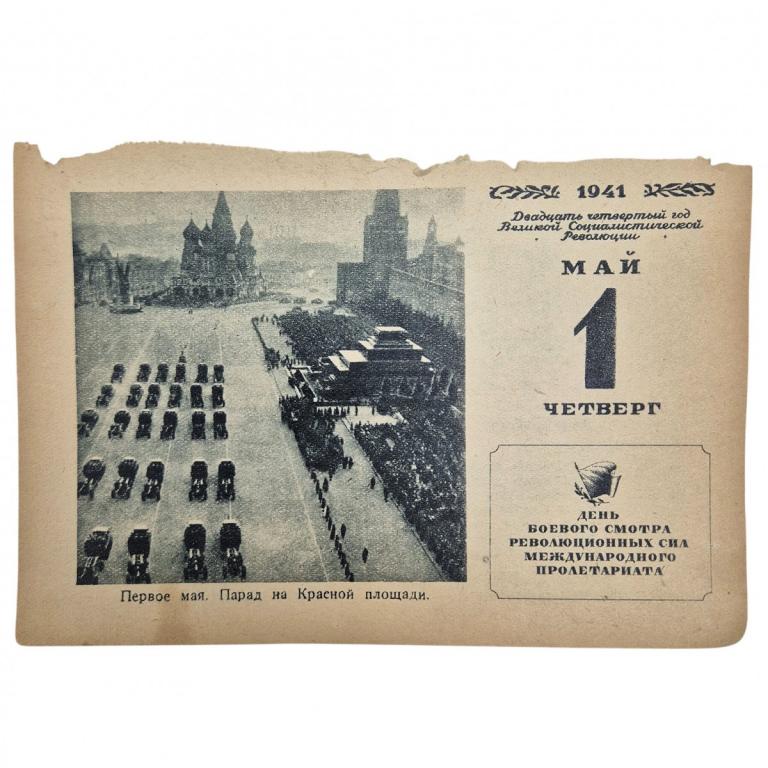 1941
Двадцать четвертый год
Великой Социалистической
Революции
МАЙ
1
ЧЕТВЕРГ
ДЕНЬ
БОЕВОГО СМОТРА
РЕВОЛЮЦИОННЫХ СИЛ
МЕЖДУНАРОДНОГО
ПРОЛЕТАРИАТА
Первое мая. Парад на Красной площади.